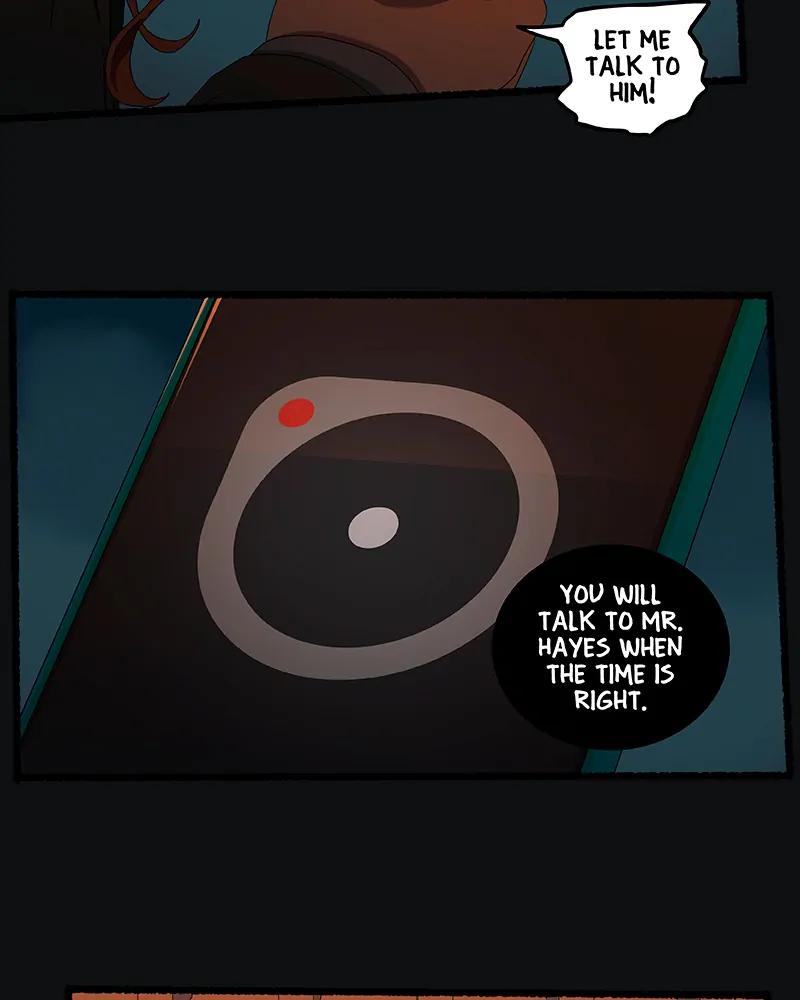 LET ME
TALK TO
HIM!
YOU WILL
TALK TO MR.
HAYES WHEN
THE TIME IS
RIGHT.